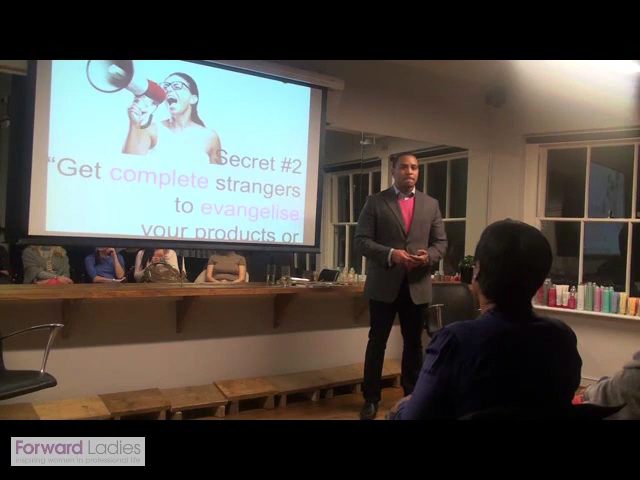 Secret #2
“Get complete strangers
to evangelise
your products or
Forward Ladies
inspiring women in professional life